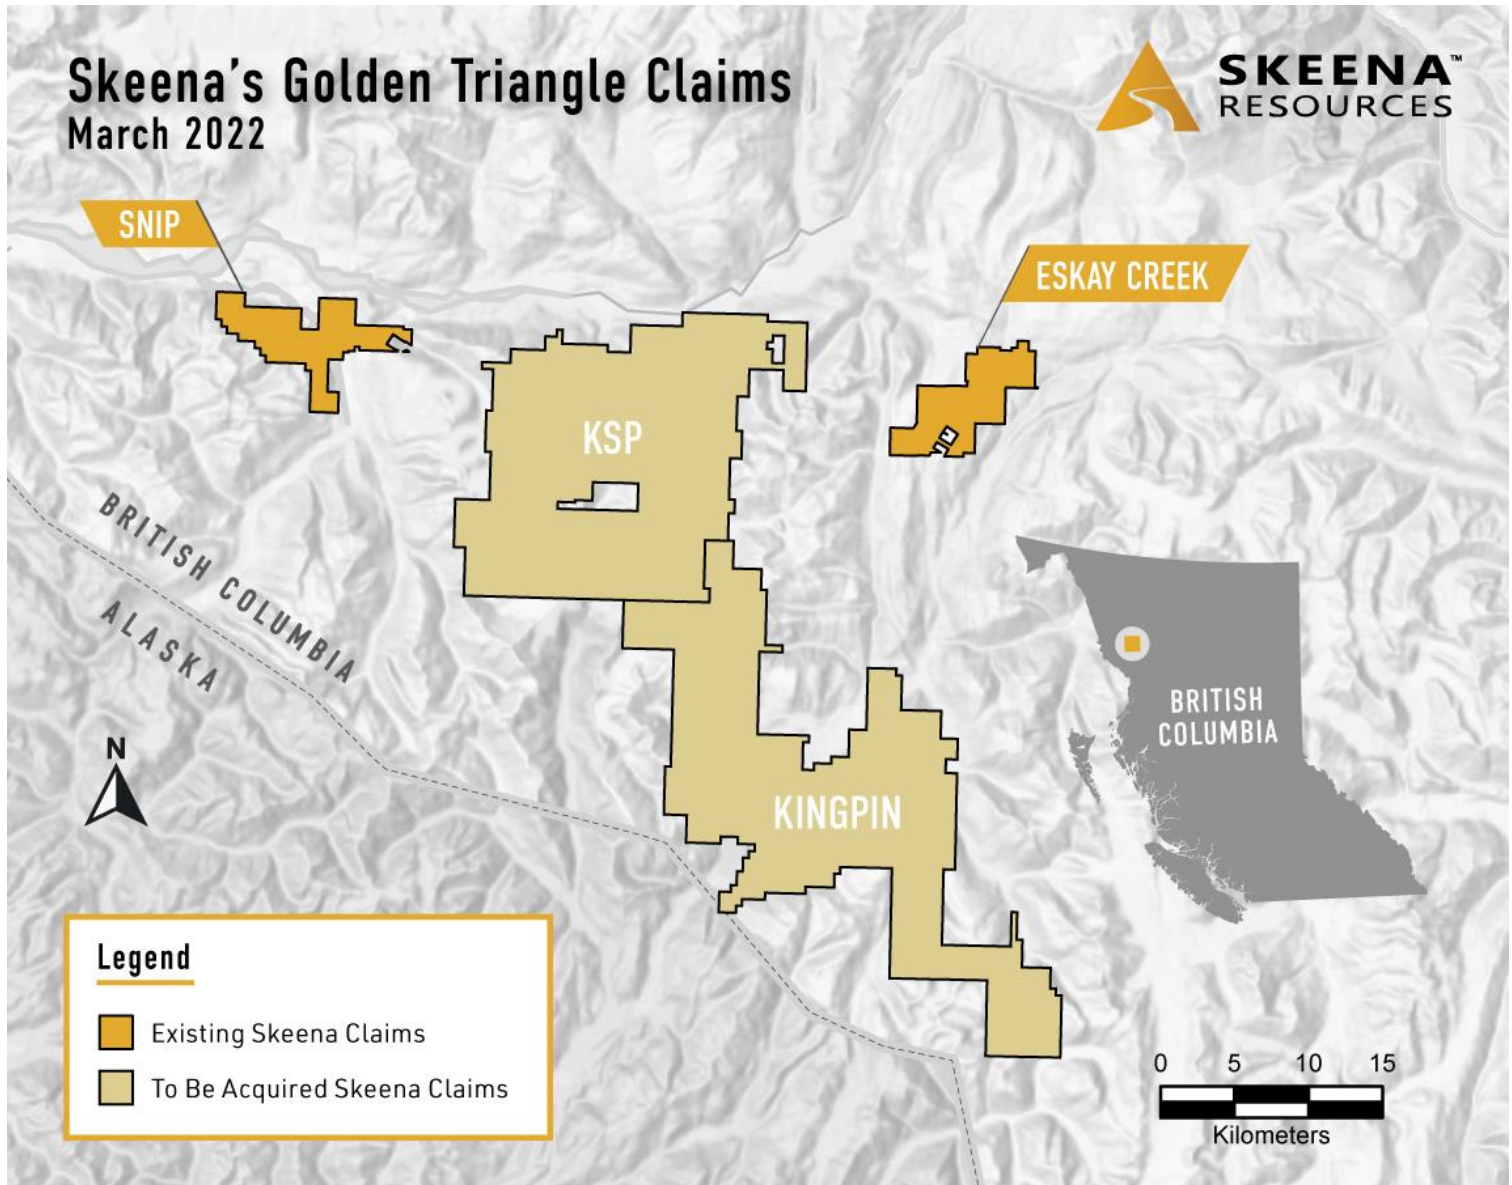 Skeena's Golden Triangle Claims
March 2022
SKEENA™
RESOURCES
SNIP
ESKAY CREEK
KSP
BRITISH COLUMBIA
ALASKA
BRITISH
COLUMBIA
N
KINGPIN
Legend
Existing Skeena Claims
To Be Acquired Skeena Claims
0 5 10 15
Kilometers